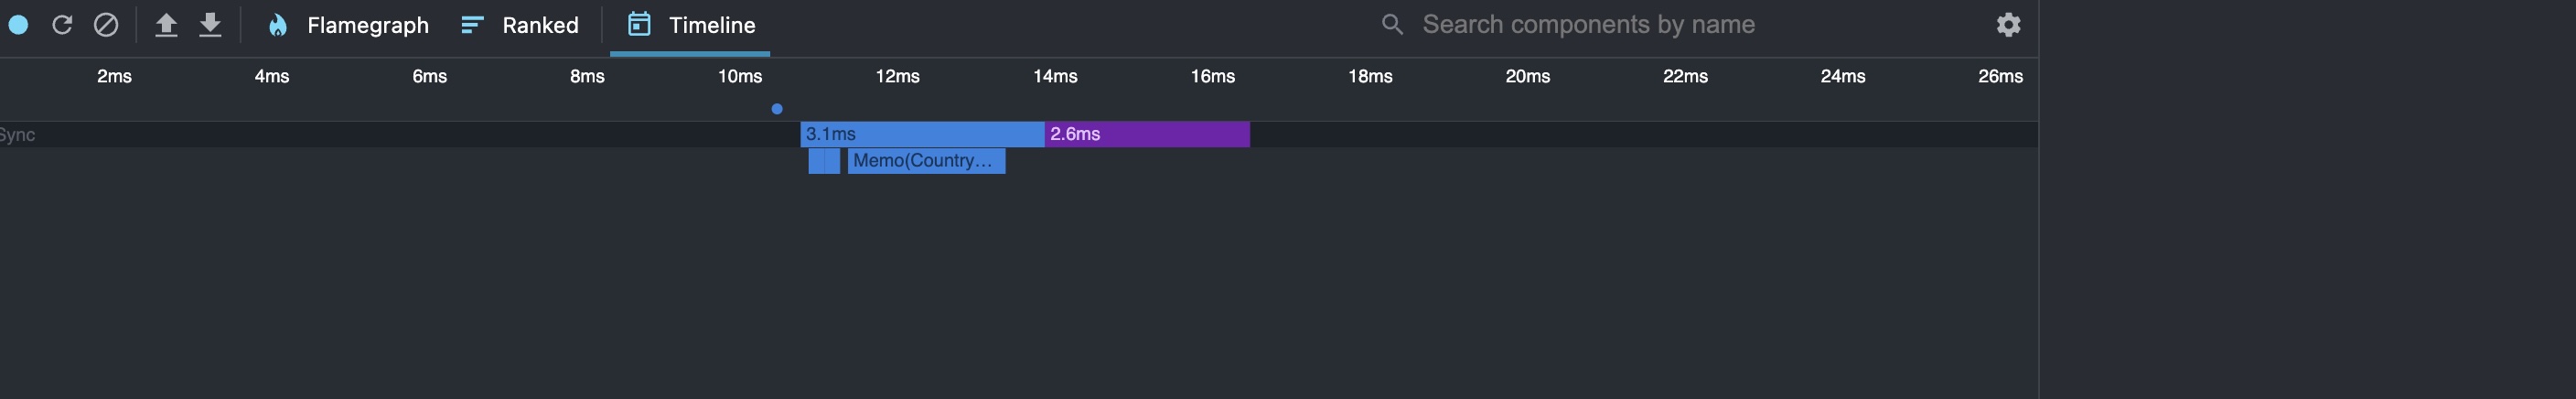 Flamegraph Ranked Timeline Search components by name
2ms 4ms 6ms 8ms 10ms 12ms 14ms 16ms 18ms 20ms 22ms 24ms 26ms
Sync 3.1ms 2.6ms
Memo(Country...